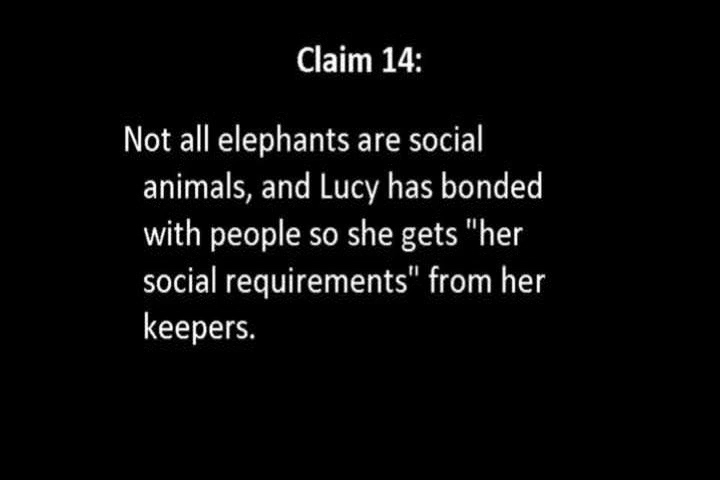 Claim 14:
Not all elephants are social
animals, and Lucy has bonded
with people so she gets "her
social requirements" from her
keepers.